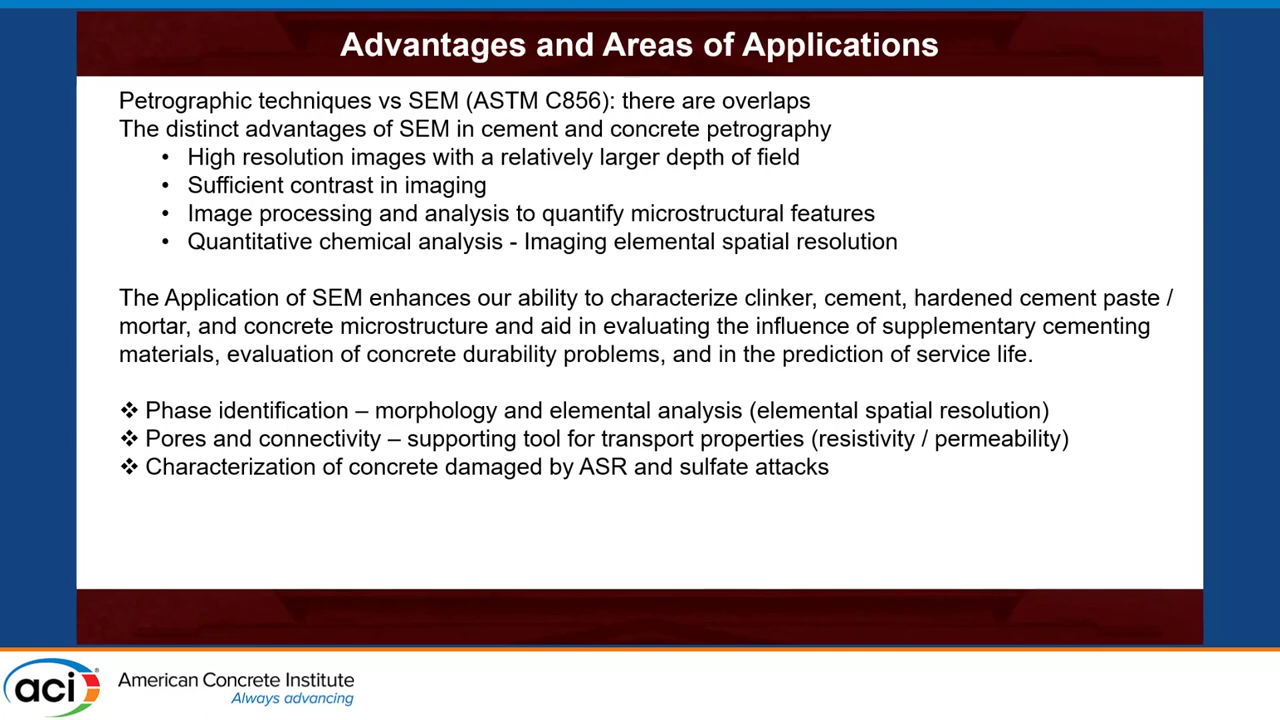 Advantages and Areas of Applications
Petrographic techniques vs SEM (ASTM C856): there are overlaps
The distinct advantages of SEM in cement and concrete petrography
• High resolution images with a relatively larger depth of field
• Sufficient contrast in imaging
• Image processing and analysis to quantify microstructural features
• Quantitative chemical analysis - Imaging elemental spatial resolution
The Application of SEM enhances our ability to characterize clinker, cement, hardened cement paste /
mortar, and concrete microstructure and aid in evaluating the influence of supplementary cementing
materials, evaluation of concrete durability problems, and in the prediction of service life.
❖ Phase identification – morphology and elemental analysis (elemental spatial resolution)
❖ Pores and connectivity – supporting tool for transport properties (resistivity / permeability)
❖ Characterization of concrete damaged by ASR and sulfate attacks
aci®
American Concrete Institute
Always advancing